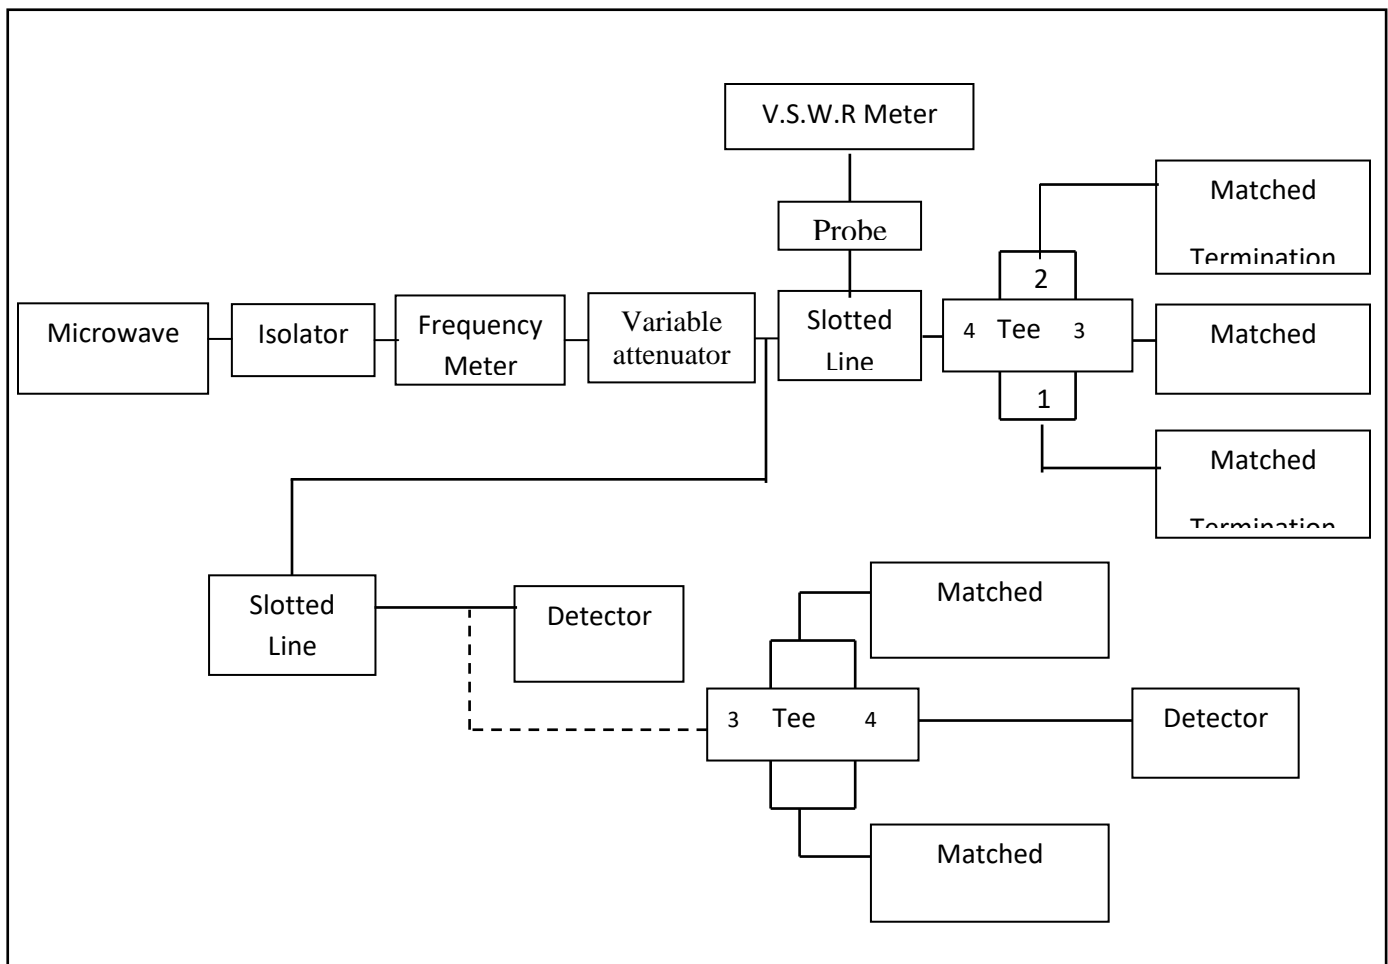 V.S.W.R Meter
Probe
Matched
Termination
2
Microwave
Isolator
Frequency
Meter
Variable
attenuator
Slotted
Line
4 Tee 3
Matched
1
Matched
Termination
Slotted
Line
Detector
Matched
3 Tee 4
Detector
Matched